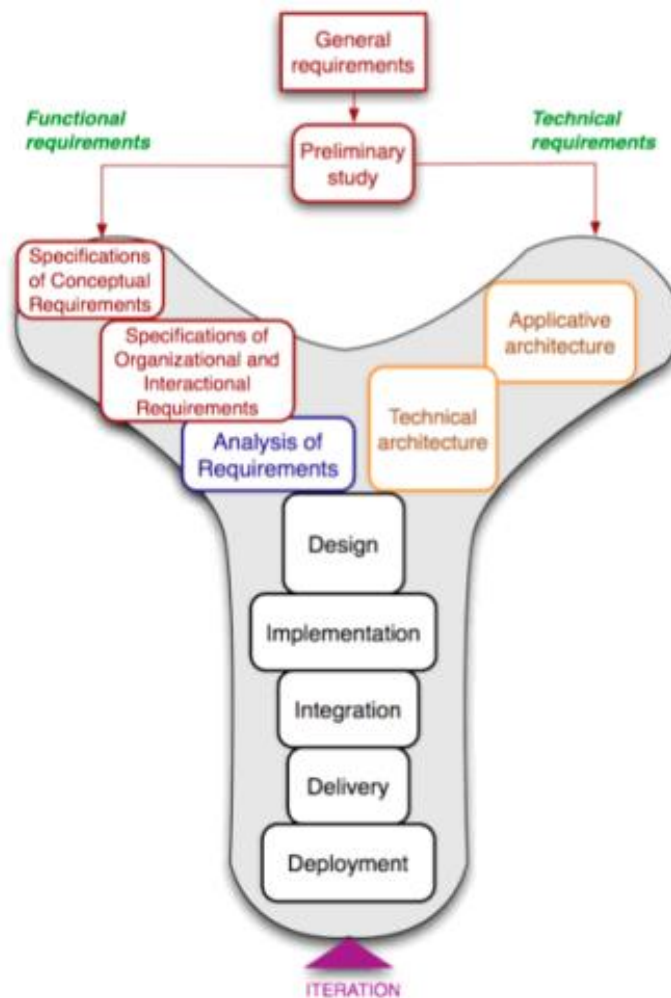 General
requirements
Functional
requirements
Technical
requirements
Preliminary
study
Specifications
of Conceptual
Requirements
Specifications of
Organizational and
Interactional
Requirements
Applicative
architecture
Technical
architecture
Analysis of
Requirements
Design
Implementation
Integration
Delivery
Deployment
ITERATION